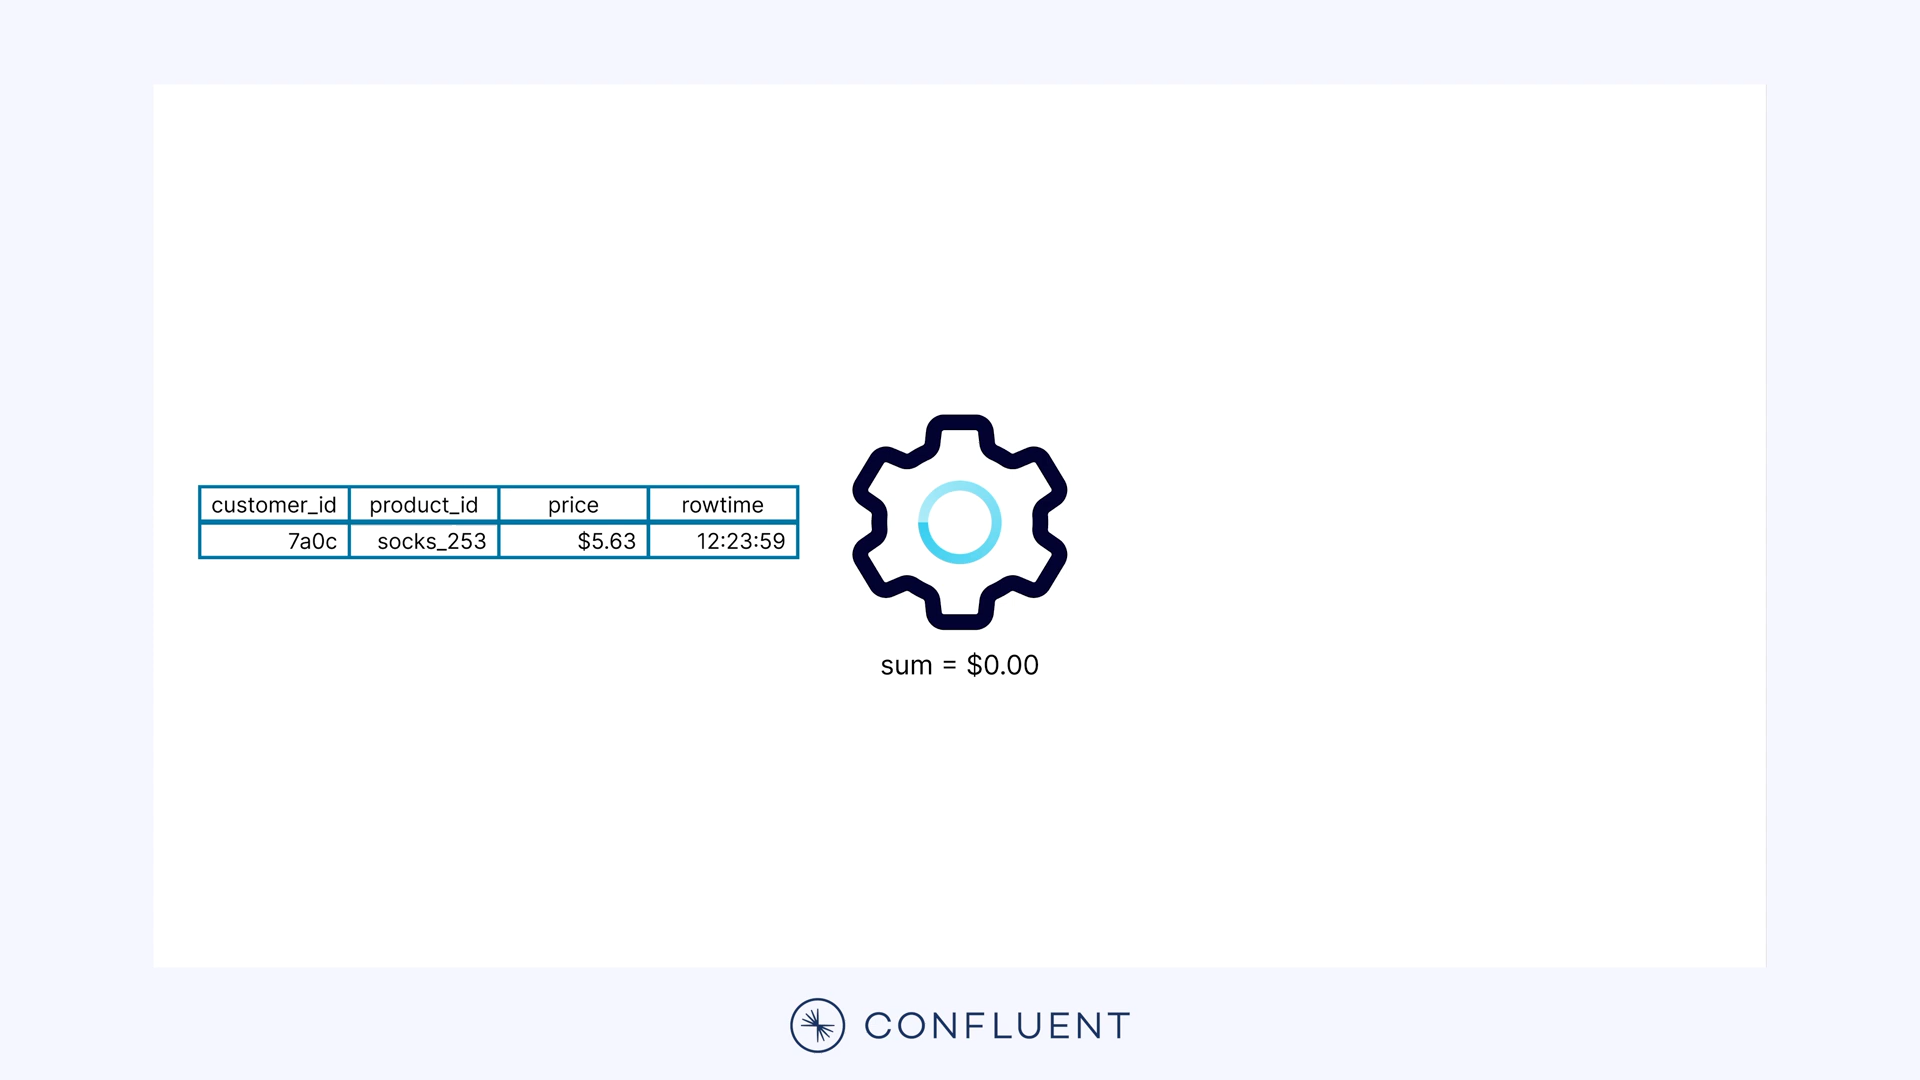 customer_id product_id price rowtime
7a0c socks_253 $5.63 12:23:59
sum = $0.00
CONFLUENT